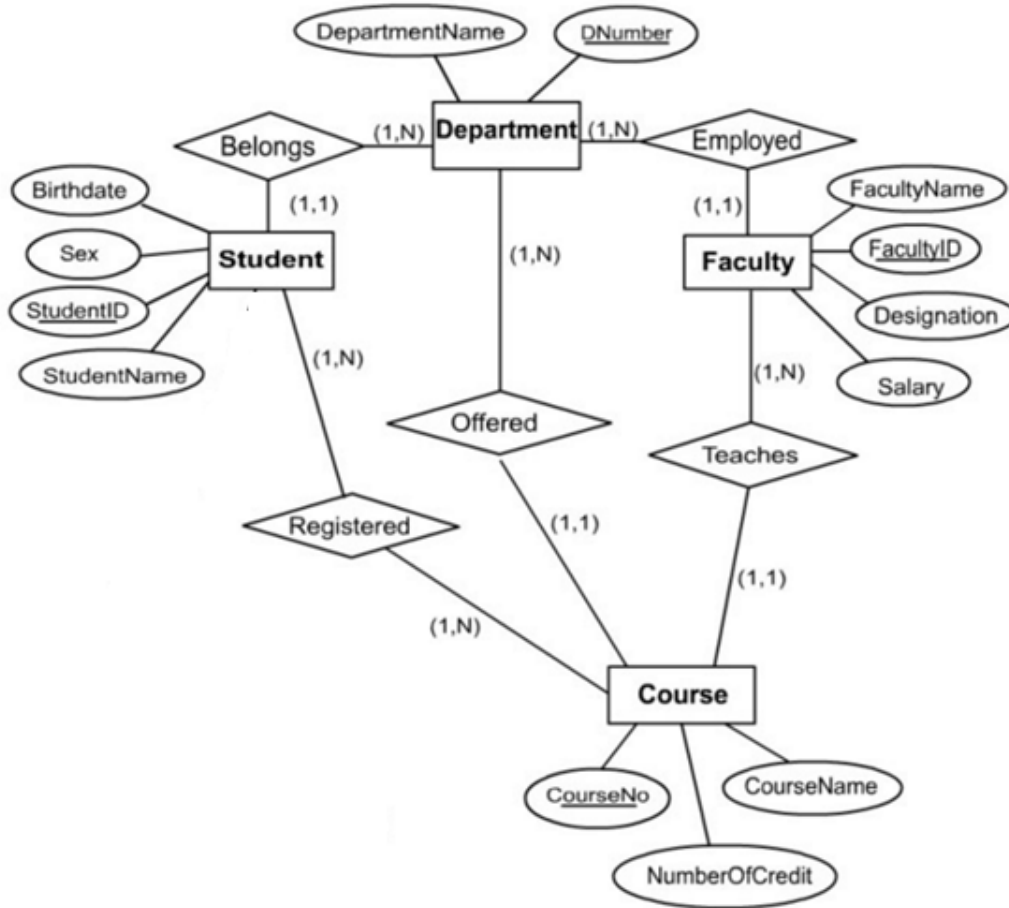 DepartmentName
DNumber
(1,N)
Department
(1,N)
Belongs
Employed
Birthdate
(1,1)
(1,1)
FacultyName
Sex
Student
(1,N)
Faculty
FacultyID
StudentID
Designation
StudentName
(1,N)
(1,N)
Salary
Offered
Teaches
Registered
(1,1)
(1,1)
(1,N)
Course
CourseNo
CourseName
NumberOfCredit